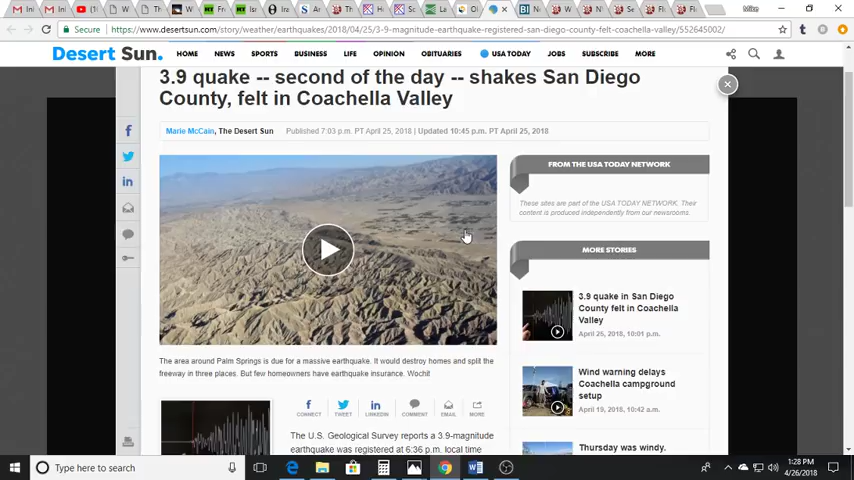 Mike
Secure
https://www.desertsun.com/story/weather/earthquakes/2018/04/25/3-9-magnitude-earthquake-registered-san-diego-county-felt-coachella-valley/552645002/
Desert Sun.
HOME
NEWS
SPORTS
BUSINESS
LIFE
OPINION
OBITUARIES
USA TODAY
JOBS
SUBSCRIBE
MORE
3.9 quake -- second of the day -- shakes San Diego
County, felt in Coachella Valley
Marie McCain, The Desert Sun
Published 7:03 p.m. PT April 25, 2018 | Updated 10:45 p.m. PT April 25, 2018
The area around Palm Springs is due for a massive earthquake. It would destroy homes and split the
freeway in three places. But few homeowners have earthquake insurance. Wochit
CONNECT
TWEET
LINKEDIN
COMMENT
EMAIL
MORE
The U.S. Geological Survey reports a 3.9-magnitude
earthquake was registered at 6:36 p.m. local time
FROM THE USA TODAY NETWORK
These sites are part of the USA TODAY NETWORK. Their
content is produced independently from our newsrooms.
MORE STORIES
3.9 quake in San Diego
County felt in Coachella
Valley
April 25, 2018, 10:01 p.m.
Wind warning delays
Coachella campground
setup
April 19, 2018, 10:42 a.m.
Thursday was windy.
Type here to search
1:28 PM
4/26/2018